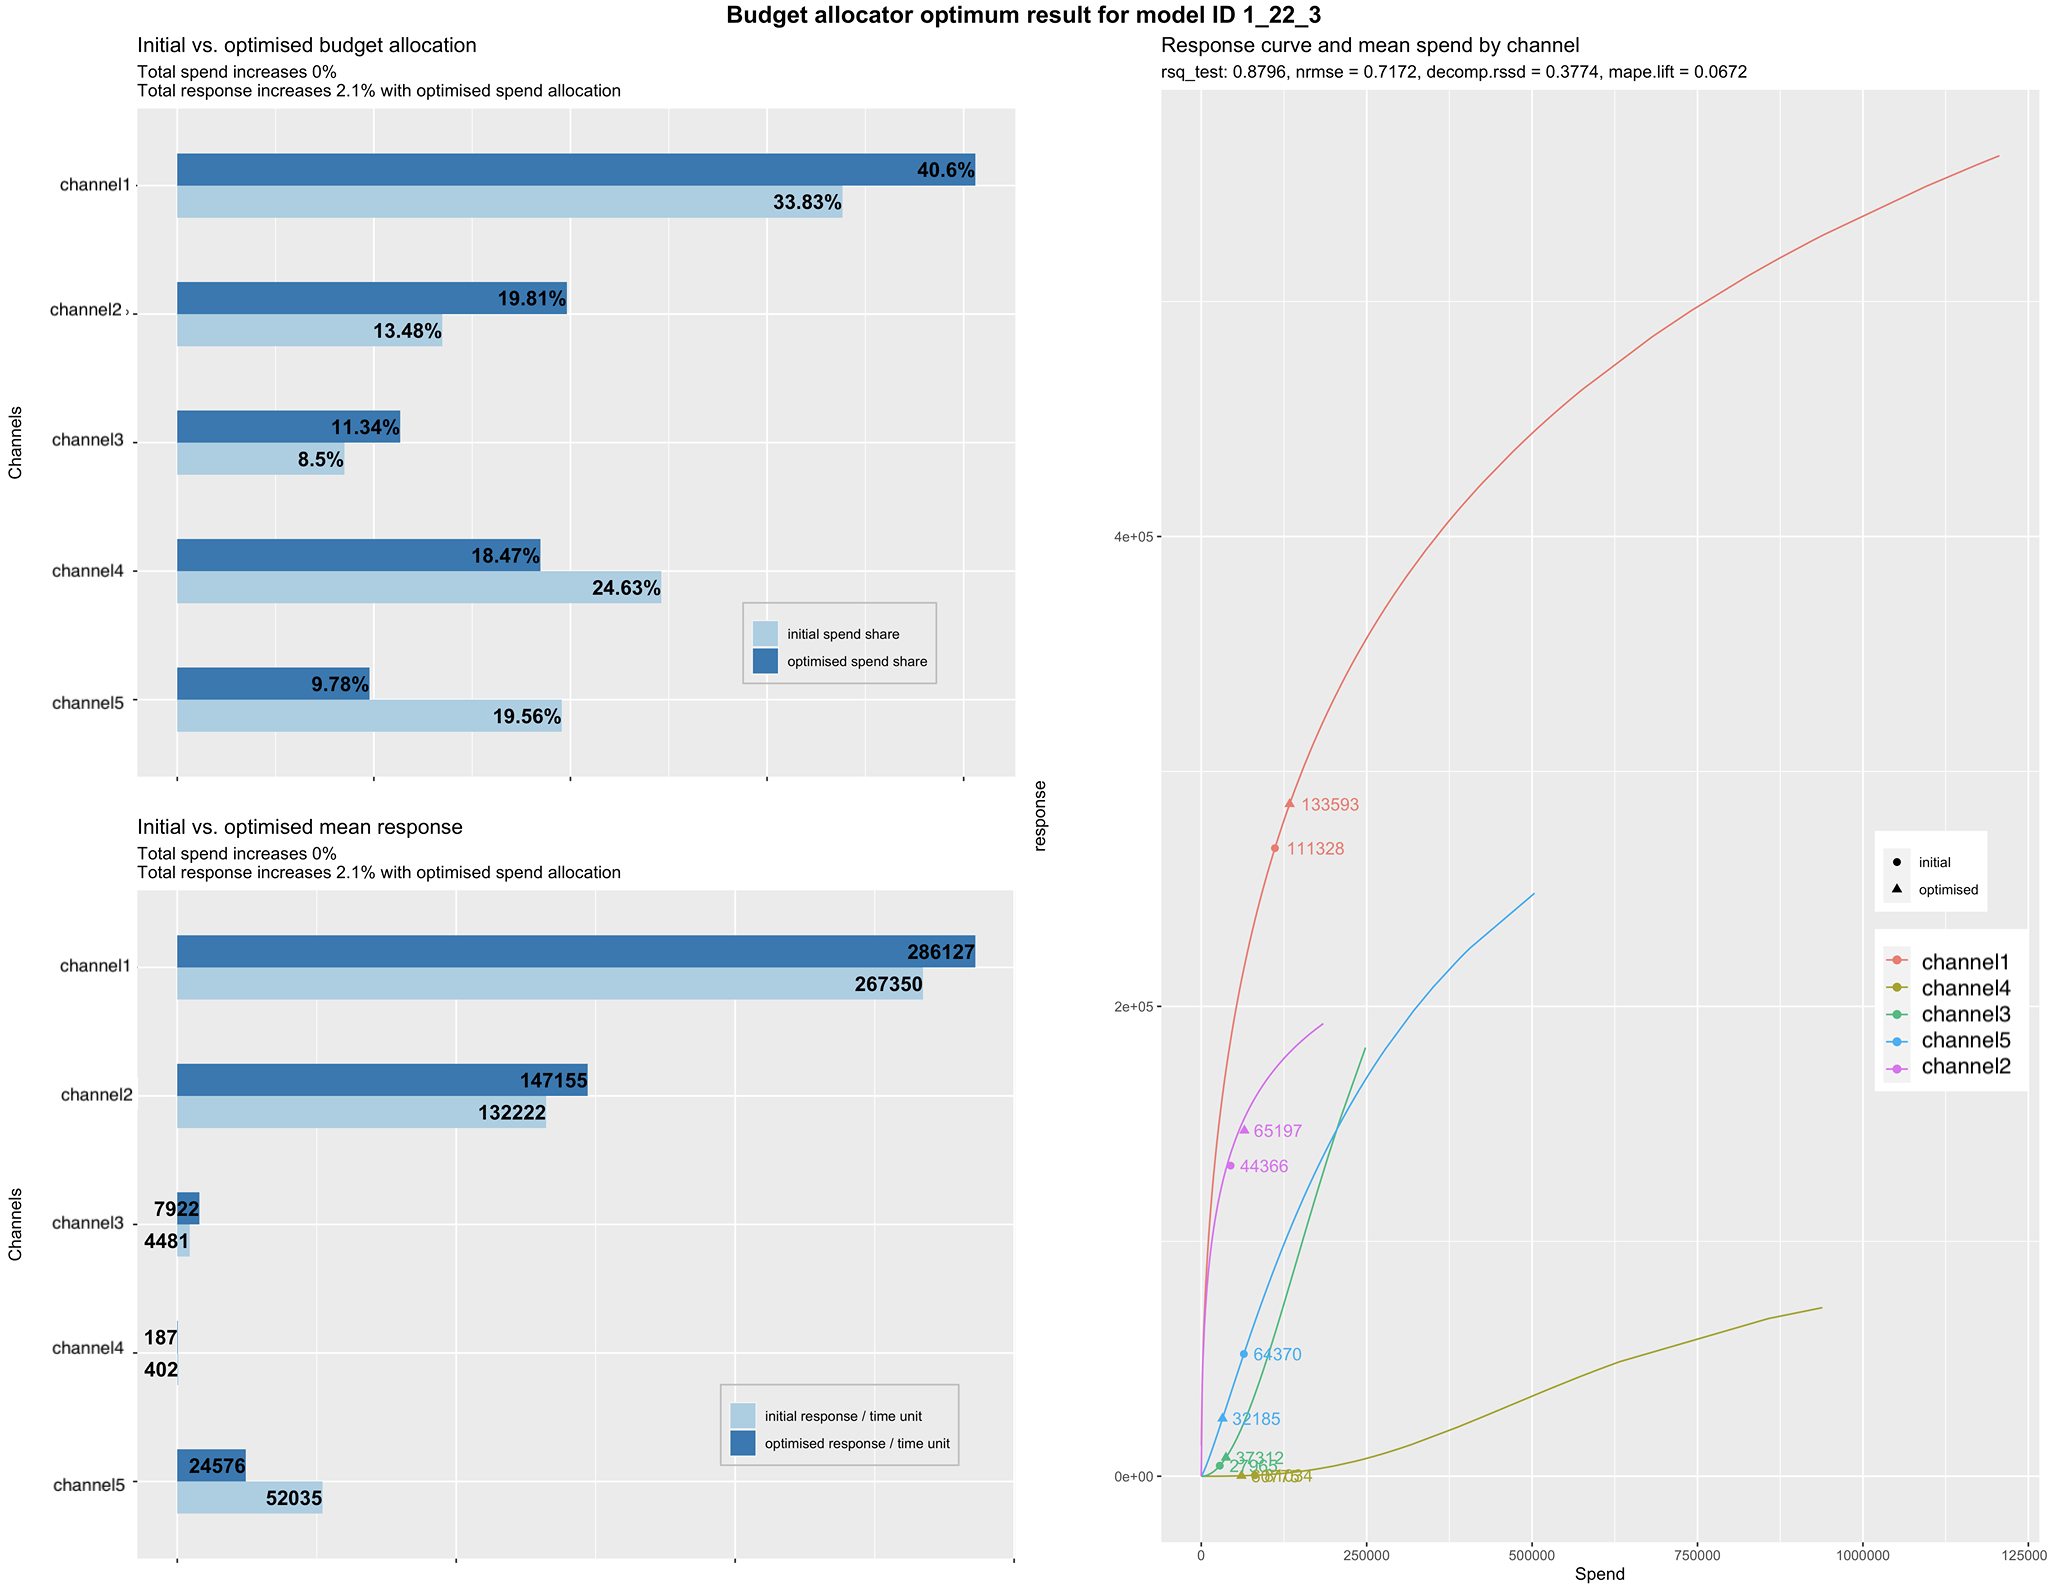 Budget allocator optimum result for model ID 1_22_3
Initial vs. optimised budget allocation
Total spend increases 0%
Total response increases 2.1% with optimised spend allocation
Channels
channel1
40.6%
33.83%
channel2
19.81%
13.48%
channel3
11.34%
8.5%
channel4
18.47%
24.63%
channel5
9.78%
19.56%
initial spend share
optimised spend share
Initial vs. optimised mean response
Total spend increases 0%
Total response increases 2.1% with optimised spend allocation
Channels
channel1
286127
267350
channel2
147155
132222
channel3
7922
4481
channel4
187
402
channel5
24576
52035
initial response / time unit
optimised response / time unit
Response curve and mean spend by channel
rsq_test: 0.8796, nrmse = 0.7172, decomp.rssd = 0.3774, mape.lift = 0.0672
response
4e+05
2e+05
0e+00
133593
111328
65197
44366
64370
32185
37312
27965
initial
optimised
channel1
channel4
channel3
channel5
channel2
0
250000
500000
750000
1000000
125000
Spend